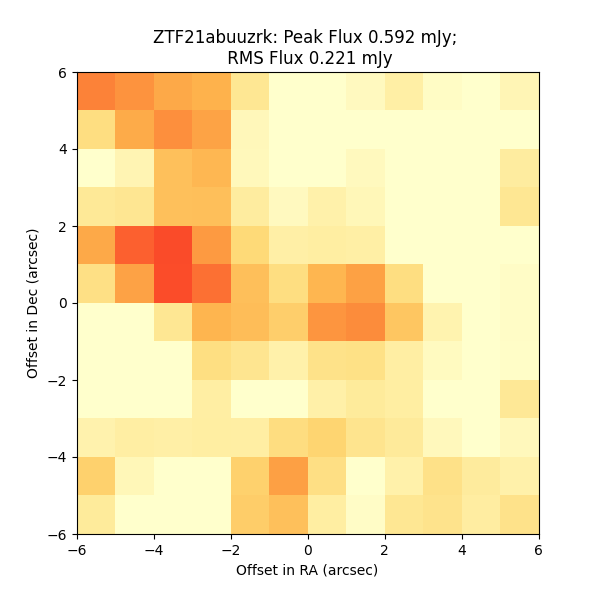 ZTF21abuuzrk: Peak Flux 0.592 mJy;
RMS Flux 0.221 mJy
6
4
2
0
−2
−4
−6
Offset in Dec (arcsec)
−6 −4 −2 0 2 4 6
Offset in RA (arcsec)